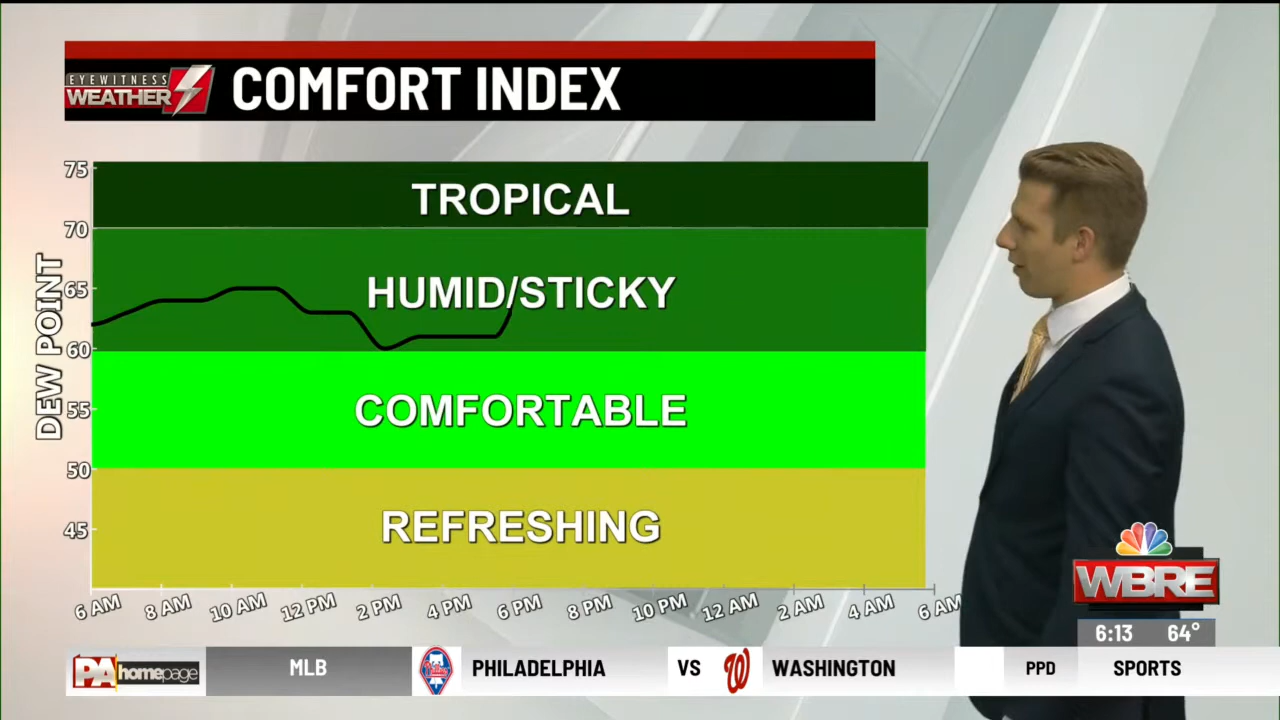 EYEWITNESS
WEATHER
COMFORT INDEX
75
TROPICAL
70
HUMID/STICKY
65
60
COMFORTABLE
55
50
REFRESHING
45
DEW POINT
6 AM 8 AM 10 AM 12 PM 2 PM 4 PM 6 PM 8 PM 10 PM 12 AM 2 AM 4 AM 6 AM
WBRE
6:13 64°
PA homepage MLB Phillies PHILADELPHIA VS W WASHINGTON PPD SPORTS